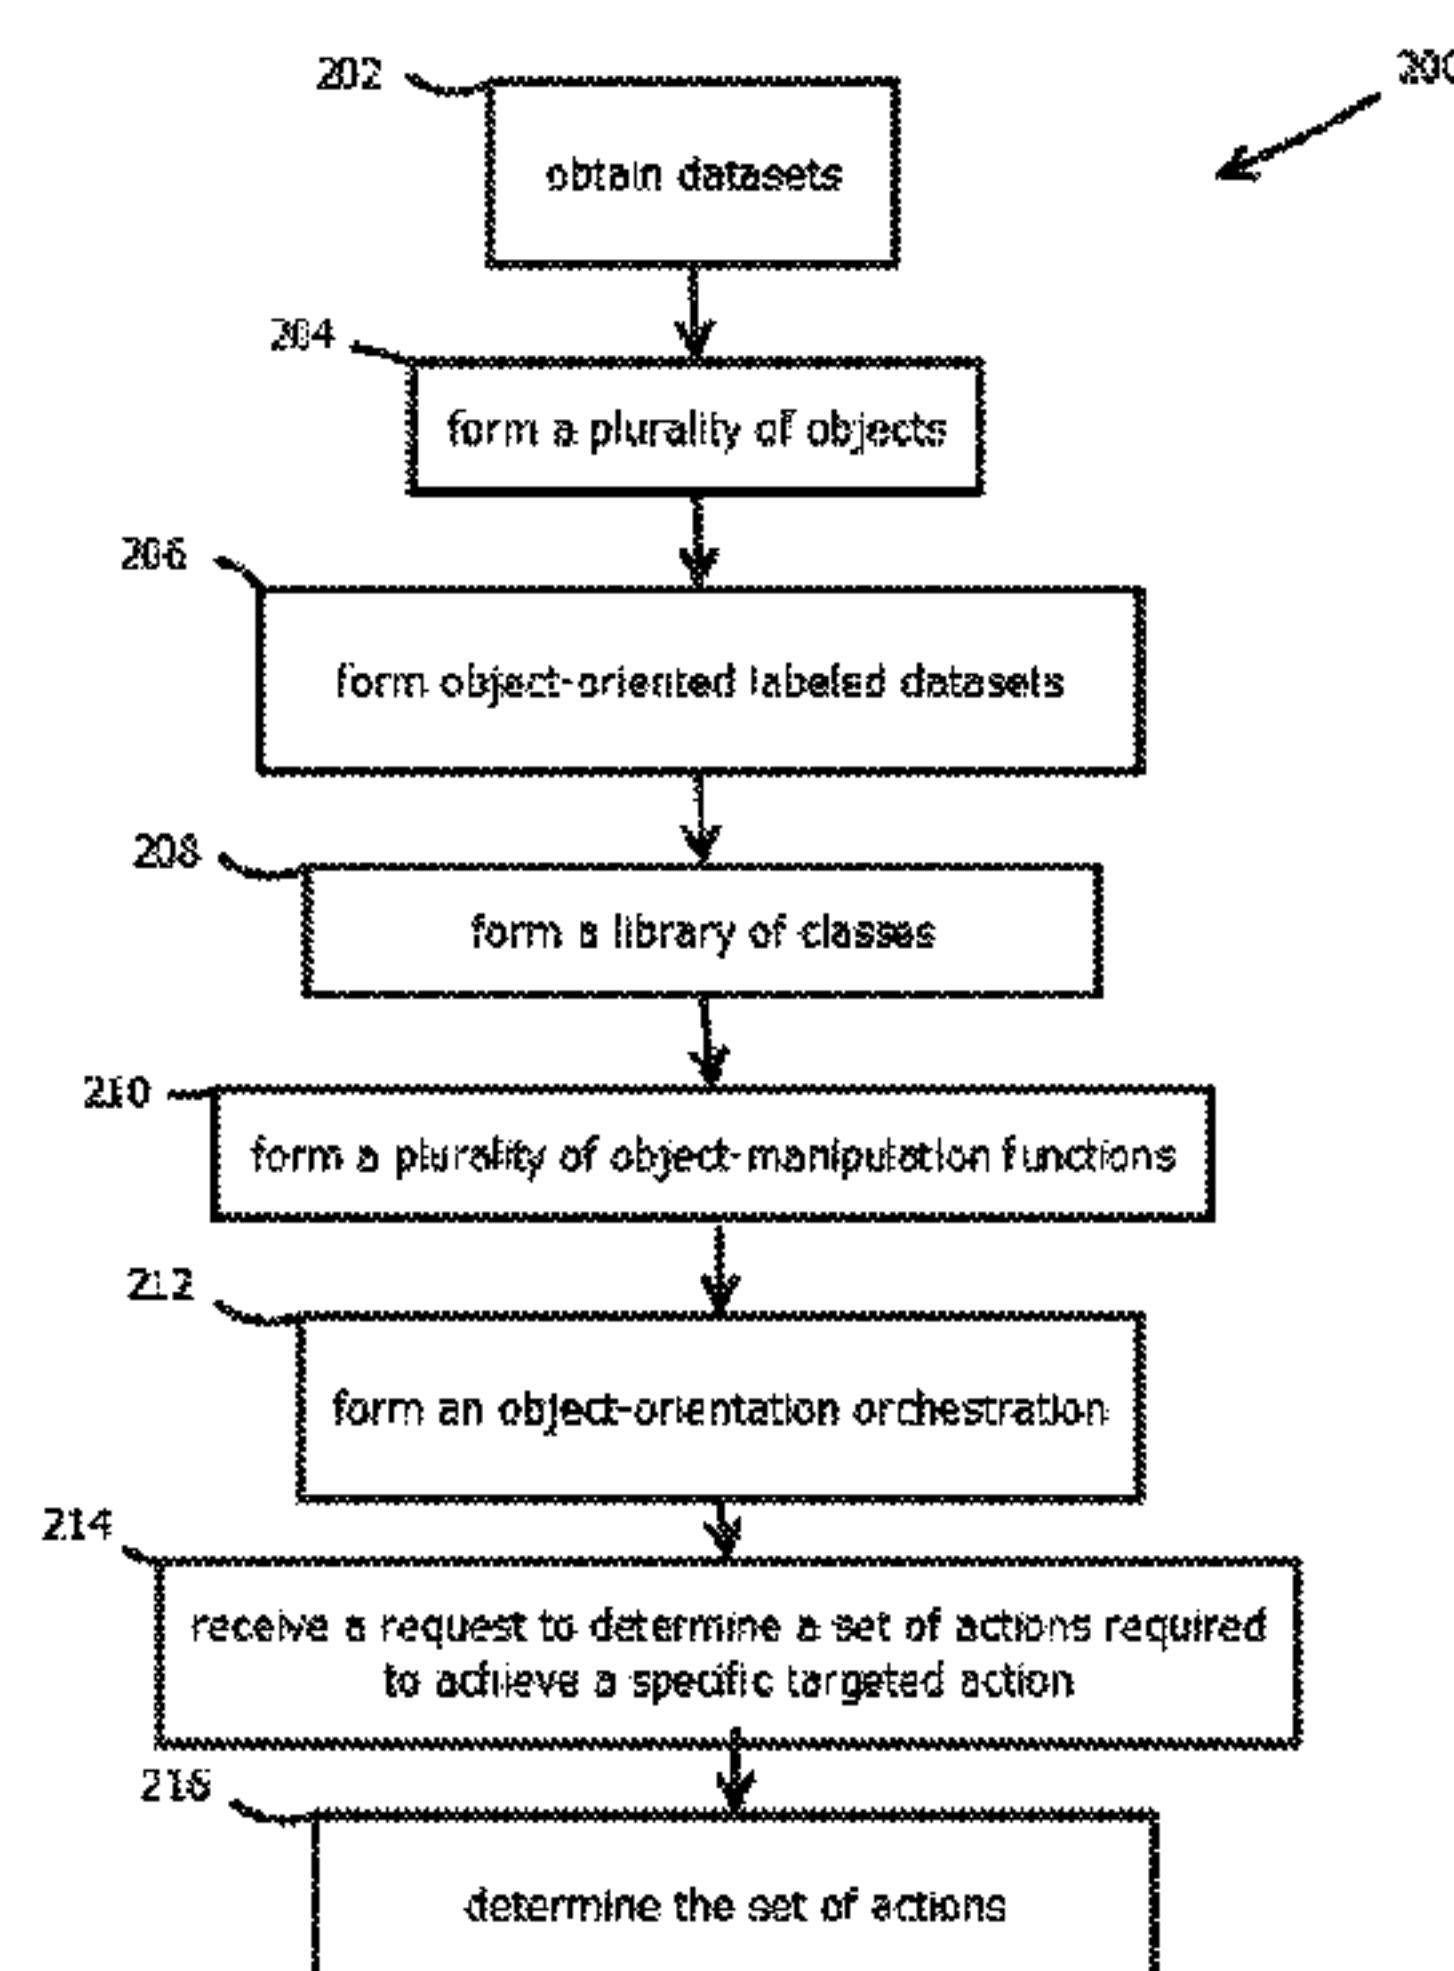 202
200
obtain datasets
204
form a plurality of objects
206
form object-oriented labeled datasets
208
form a library of classes
210
form a plurality of object-manipulation functions
212
form an object-orientation orchestration
214
receive a request to determine a set of actions required
to achieve a specific targeted action
216
determine the set of actions